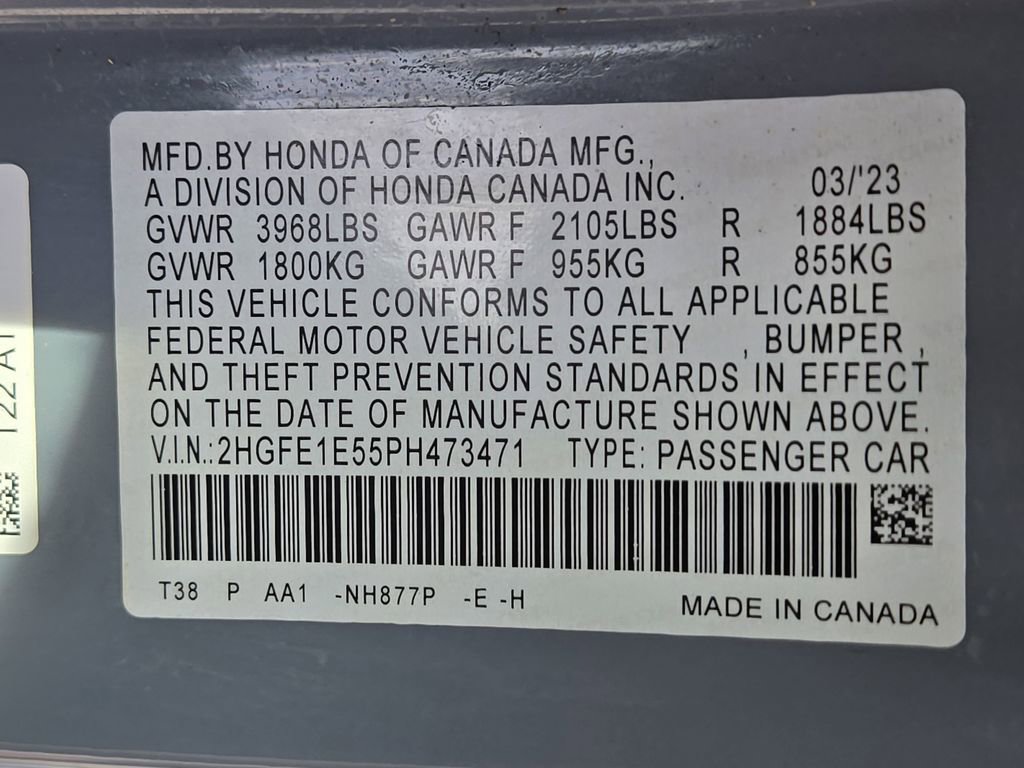 MFD.BY HONDA OF CANADA MFG.,
A DIVISION OF HONDA CANADA INC. 03/'23
GVWR 3968LBS GAWR F 2105LBS R 1884LBS
GVWR 1800KG GAWR F 955KG R 855KG
THIS VEHICLE CONFORMS TO ALL APPLICABLE
FEDERAL MOTOR VEHICLE SAFETY , BUMPER ,
AND THEFT PREVENTION STANDARDS IN EFFECT
ON THE DATE OF MANUFACTURE SHOWN ABOVE.
V.I.N.:2HGFE1E55PH473471 TYPE: PASSENGER CAR
T38 P AA1 -NH877P -E -H
MADE IN CANADA
122 A1